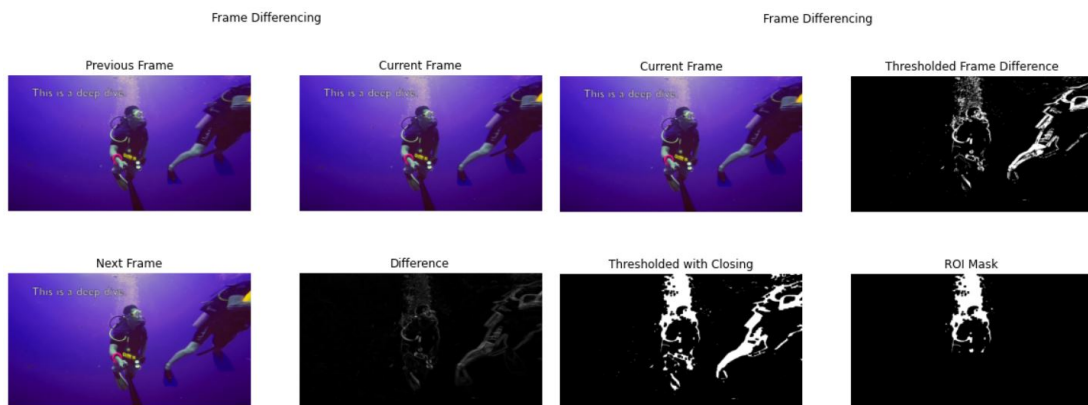 Frame Differencing
Frame Differencing
Previous Frame
Current Frame
Current Frame
Thresholded Frame Difference
This is a deep dive
This is a deep dive
This is a deep dive
Next Frame
Difference
Thresholded with Closing
ROI Mask
This is a deep dive